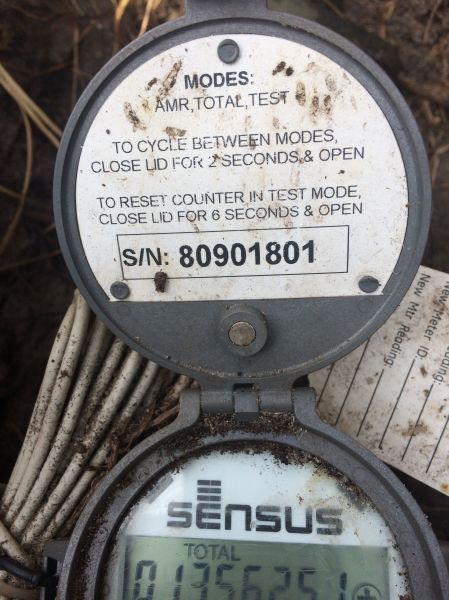 MODES:
AMR,TOTAL,TEST
TO CYCLE BETWEEN MODES,
CLOSE LID FOR 2 SECONDS & OPEN
TO RESET COUNTER IN TEST MODE,
CLOSE LID FOR 6 SECONDS & OPEN
S/N: 80901801
New Meter ID:
New Mtr Reading:
SENSUS
TOTAL